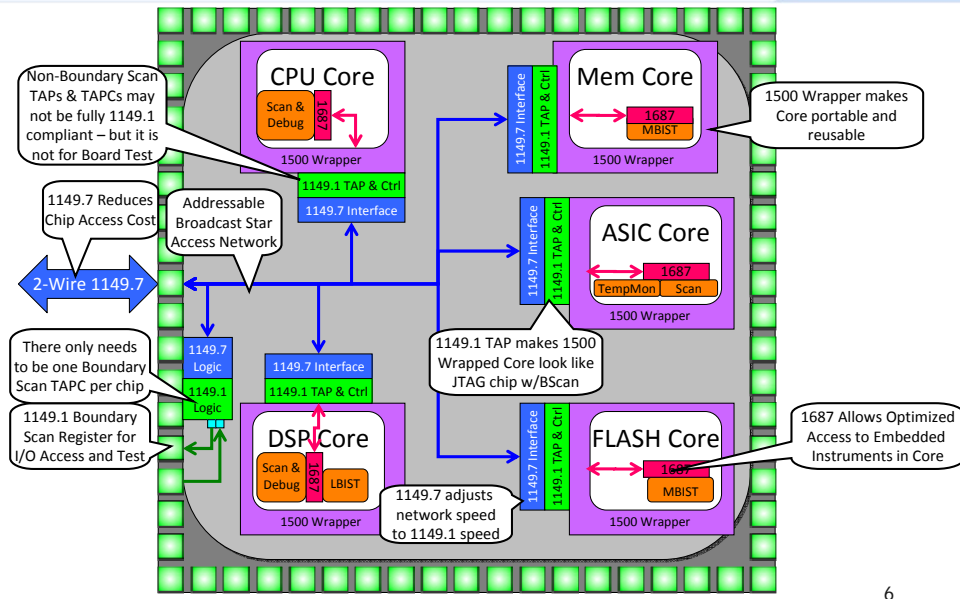 Non-Boundary Scan
TAPs & TAPCs may
not be fully 1149.1
compliant – but it is
not for Board Test
CPU Core
Scan &
Debug
1687
1500 Wrapper
1149.1 TAP & Ctrl
1149.7 Interface
Mem Core
1149.7 Interface
1149.1 TAP & Ctrl
1687
MBIST
1500 Wrapper
1500 Wrapper makes
Core portable and
reusable
1149.7 Reduces
Chip Access Cost
Addressable
Broadcast Star
Access Network
2-Wire 1149.7
ASIC Core
1149.7 Interface
1149.1 TAP & Ctrl
1687
TempMon
Scan
1500 Wrapper
1149.1 TAP makes 1500
Wrapped Core look like
JTAG chip w/BScan
There only needs
to be one Boundary
Scan TAPC per chip
1149.7
Logic
1149.1
Logic
1149.1 Boundary
Scan Register for
I/O Access and Test
1149.7 Interface
1149.1 TAP & Ctrl
DSP Core
Scan &
Debug
1687
LBIST
1500 Wrapper
1149.7 adjusts
network speed
to 1149.1 speed
FLASH Core
1149.7 Interface
1149.1 TAP & Ctrl
1687
MBIST
1500 Wrapper
1687 Allows Optimized
Access to Embedded
Instruments in Core
6